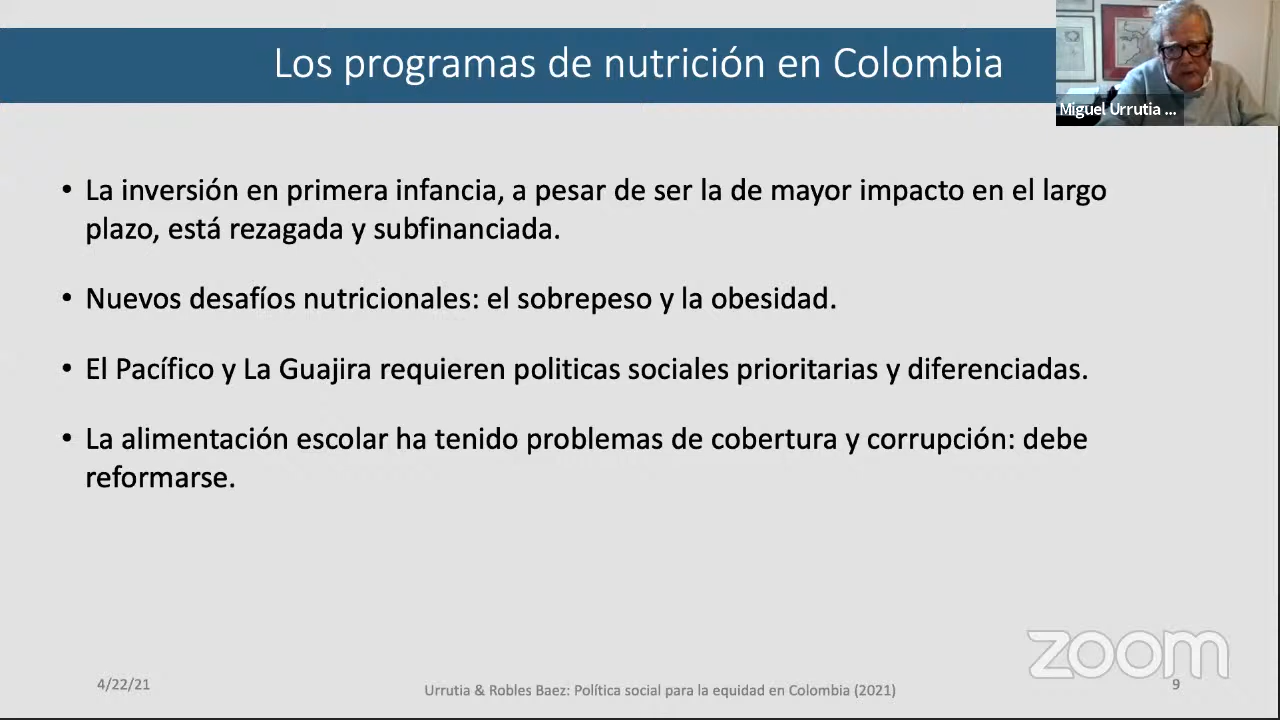 Los programas de nutrición en Colombia
Miguel Urrutia ...
• La inversión en primera infancia, a pesar de ser la de mayor impacto en el largo
plazo, está rezagada y subfinanciada.
• Nuevos desafíos nutricionales: el sobrepeso y la obesidad.
• El Pacífico y La Guajira requieren politicas sociales prioritarias y diferenciadas.
• La alimentación escolar ha tenido problemas de cobertura y corrupción: debe
reformarse.
zoom
4/22/21
Urrutia & Robles Baez: Política social para la equidad en Colombia (2021)
9